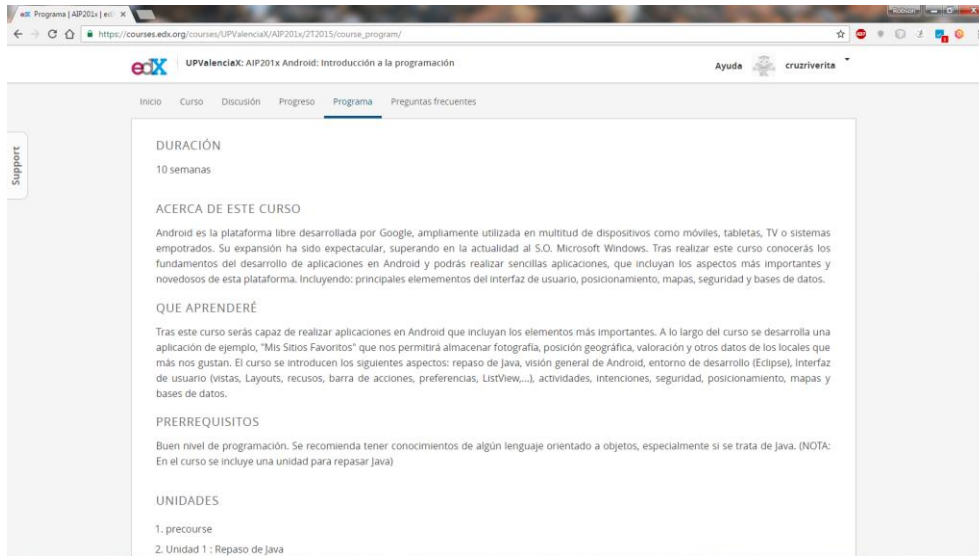 edX Programa | AIP201x | ed
https://courses.edx.org/courses/UPValenciaX/AIP201x/2T2015/course_program/
edX
UPValenciaX: AIP201x Android: Introducción a la programación
Ayuda
cruzriverita
Inicio Curso Discusión Progreso Programa Preguntas frecuentes
Support
DURACIÓN
10 semanas
ACERCA DE ESTE CURSO
Android es la plataforma libre desarrollada por Google, ampliamente utilizada en multitud de dispositivos como móviles, tabletas, TV o sistemas
empotrados. Su expansión ha sido expectacular, superando en la actualidad al S.O. Microsoft Windows. Tras realizar este curso conocerás los
fundamentos del desarrollo de aplicaciones en Android y podrás realizar sencillas aplicaciones, que incluyan los aspectos más importantes y
novedosos de esta plataforma. Incluyendo: principales elemementos del interfaz de usuario, posicionamiento, mapas, seguridad y bases de datos.
QUE APRENDERÉ
Tras este curso serás capaz de realizar aplicaciones en Android que incluyan los elementos más importantes. A lo largo del curso se desarrolla una
aplicación de ejemplo, "Mis Sitios Favoritos" que nos permitirá almacenar fotografía, posición geográfica, valoración y otros datos de los locales que
más nos gustan. El curso se introducen los siguientes aspectos: repaso de Java, visión general de Android, entorno de desarrollo (Eclipse), Interfaz
de usuario (vistas, Layouts, recusos, barra de acciones, preferencias, ListView,...), actividades, intenciones, seguridad, posicionamiento, mapas y
bases de datos.
PRERREQUISITOS
Buen nivel de programación. Se recomienda tener conocimientos de algún lenguaje orientado a objetos, especialmente si se trata de Java. (NOTA:
En el curso se incluye una unidad para repasar Java)
UNIDADES
1. precourse
2. Unidad 1 : Repaso de Java